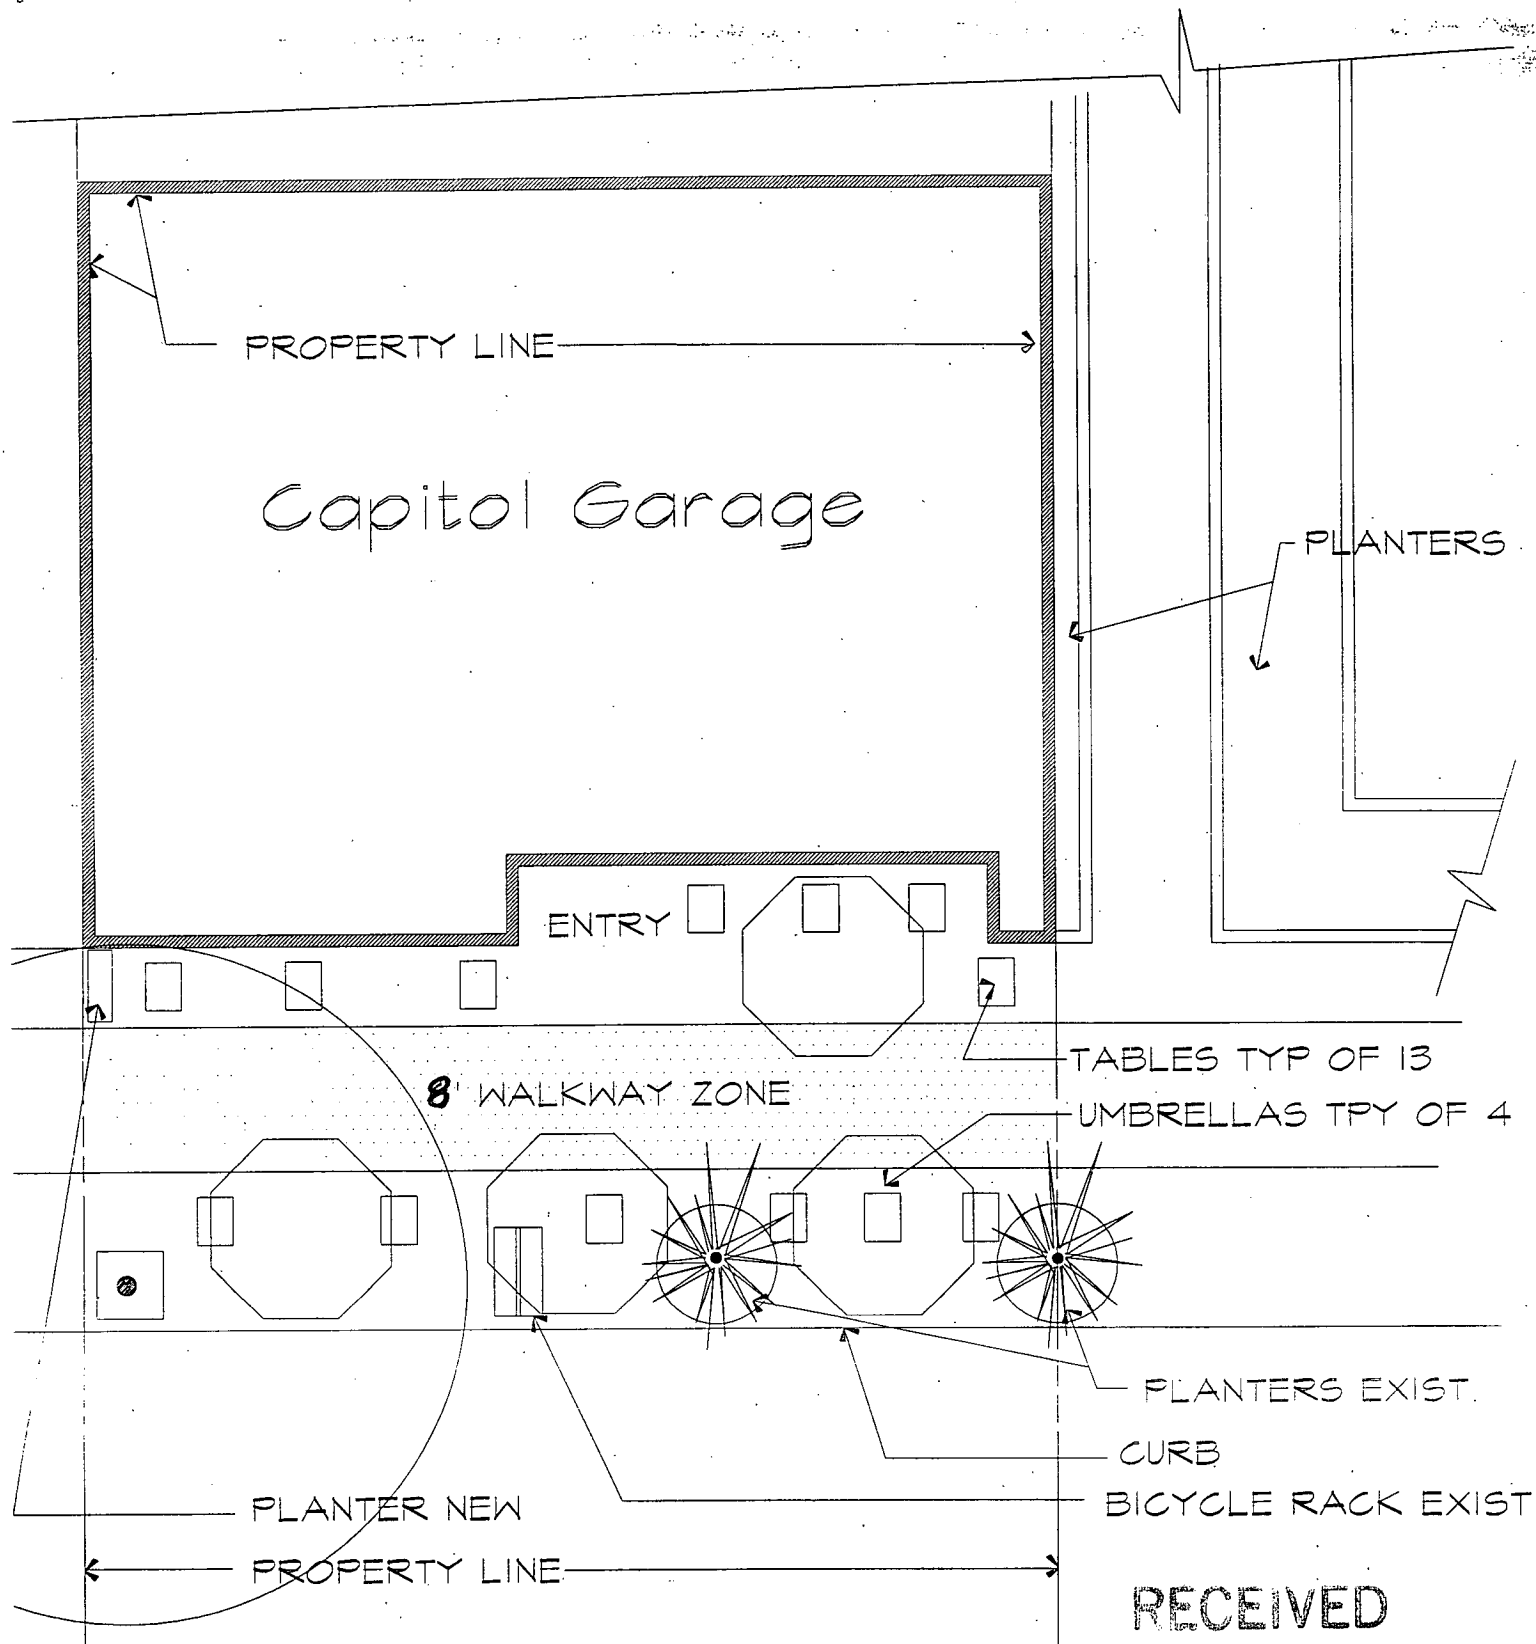 PROPERTY LINE
Capitol Garage
PLANTERS
ENTRY
TABLES TYP OF 13
8' WALKWAY ZONE
UMBRELLAS TPY OF 4
PLANTERS EXIST.
CURB
BICYCLE RACK EXIST
PLANTER NEW
PROPERTY LINE
RECEIVED